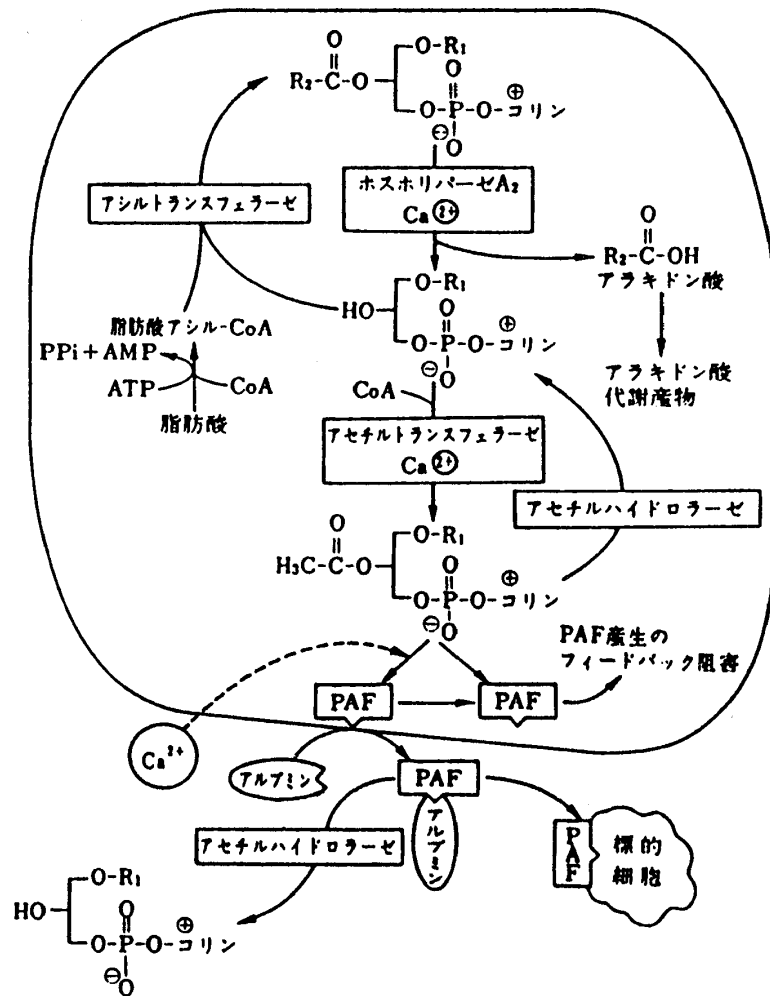 O
O-R₁
R₂-C-O
O
⊕
O-P-O-コリン
⊖
O
ホスホリパーゼA₂
Ca 2+
アシルトランスフェラーゼ
O
R₂-C-OH
アラキドン酸
O-R₁
HO
O
⊕
O-P-O-コリン
⊖
O
アラキドン酸
代謝産物
脂肪酸アシル-CoA
PPi+AMP
ATP
CoA
脂肪酸
CoA
アセチルトランスフェラーゼ
Ca 2+
アセチルハイドロラーゼ
O
O-R₁
H₃C-C-O
O
⊕
O-P-O-コリン
⊖
O
PAF産生の
フィードバック阻害
PAF
PAF
Ca²⁺
アルブミン
PAF
アルブミン
アセチルハイドロラーゼ
PAF
標的
細胞
O-R₁
HO
O
⊕
O-P-O-コリン
⊖
O